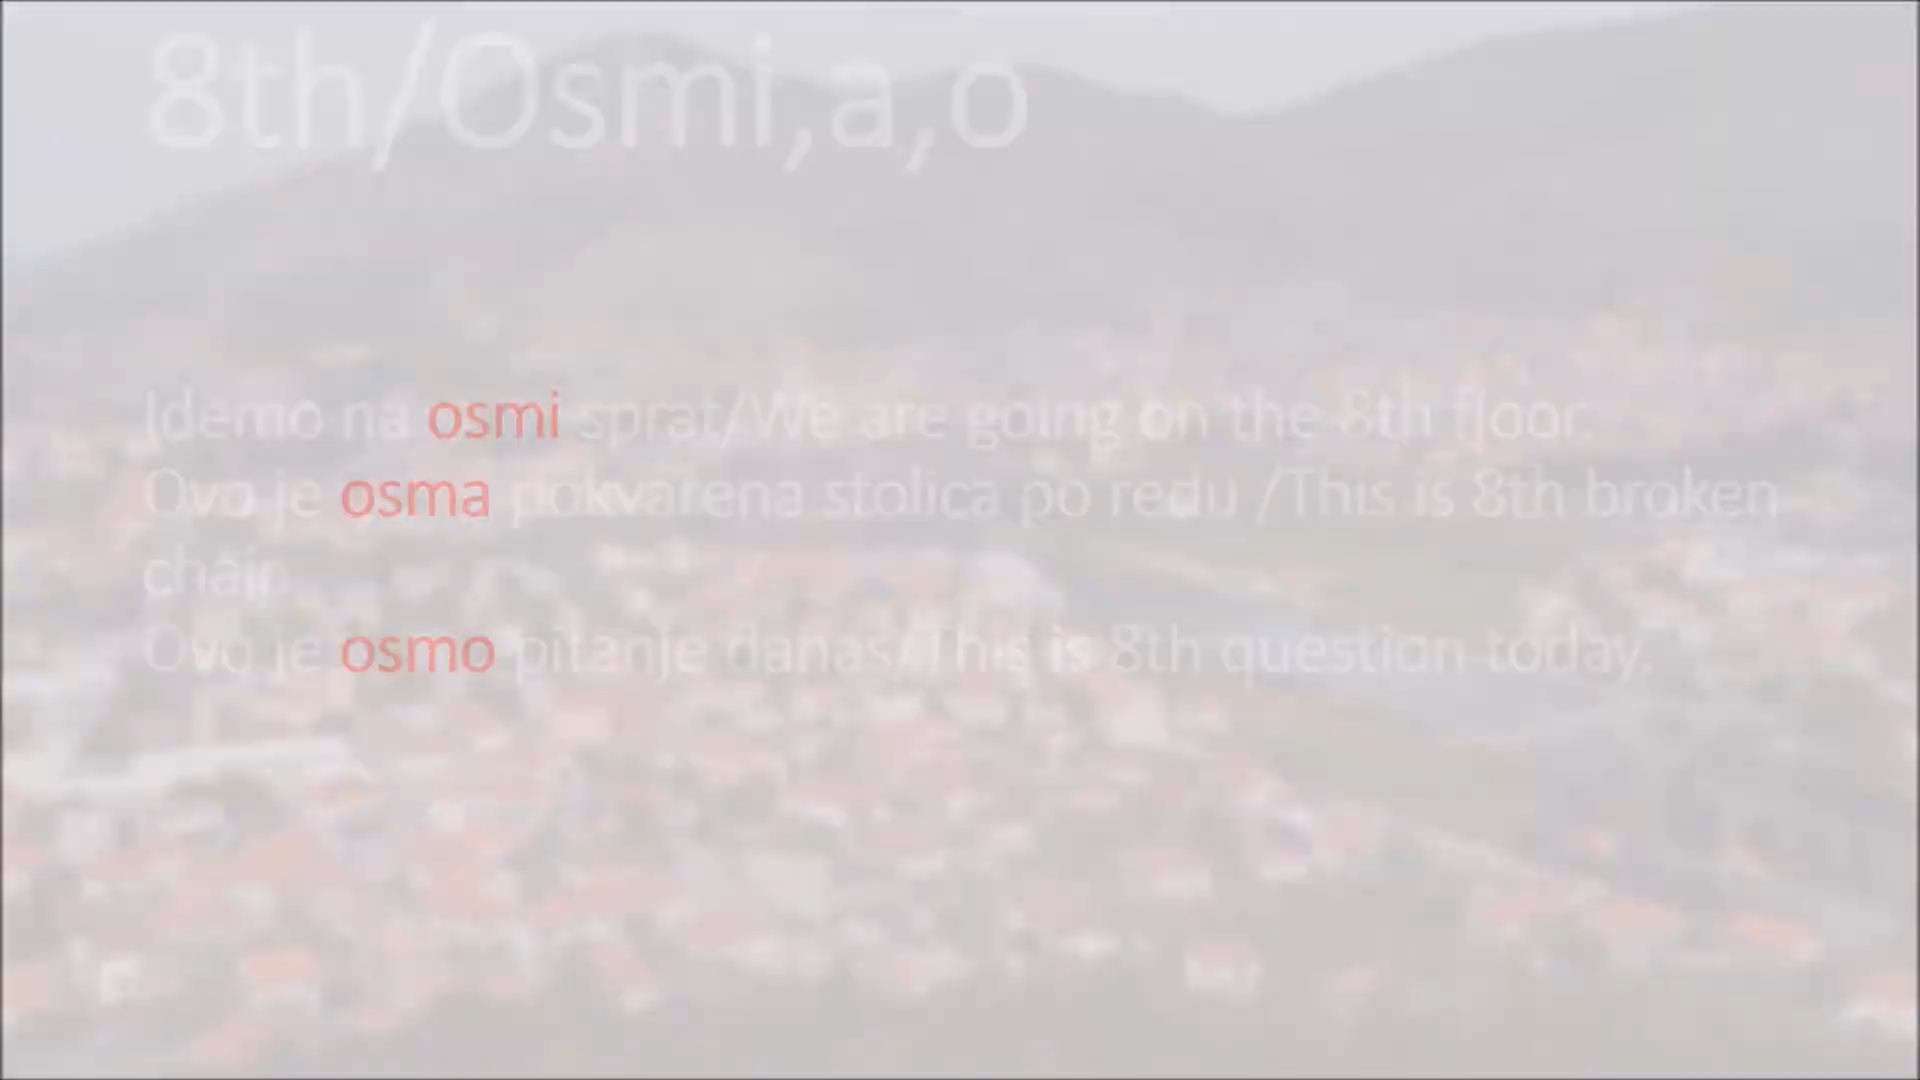 8th/Osmi,a,o
Idemo na osmi sprat/We are going on the 8th floor.
Ovo je osma pokvarena stolica po redu /This is 8th broken
chair.
Ovo je osmo pitanje danas/This is 8th question today.